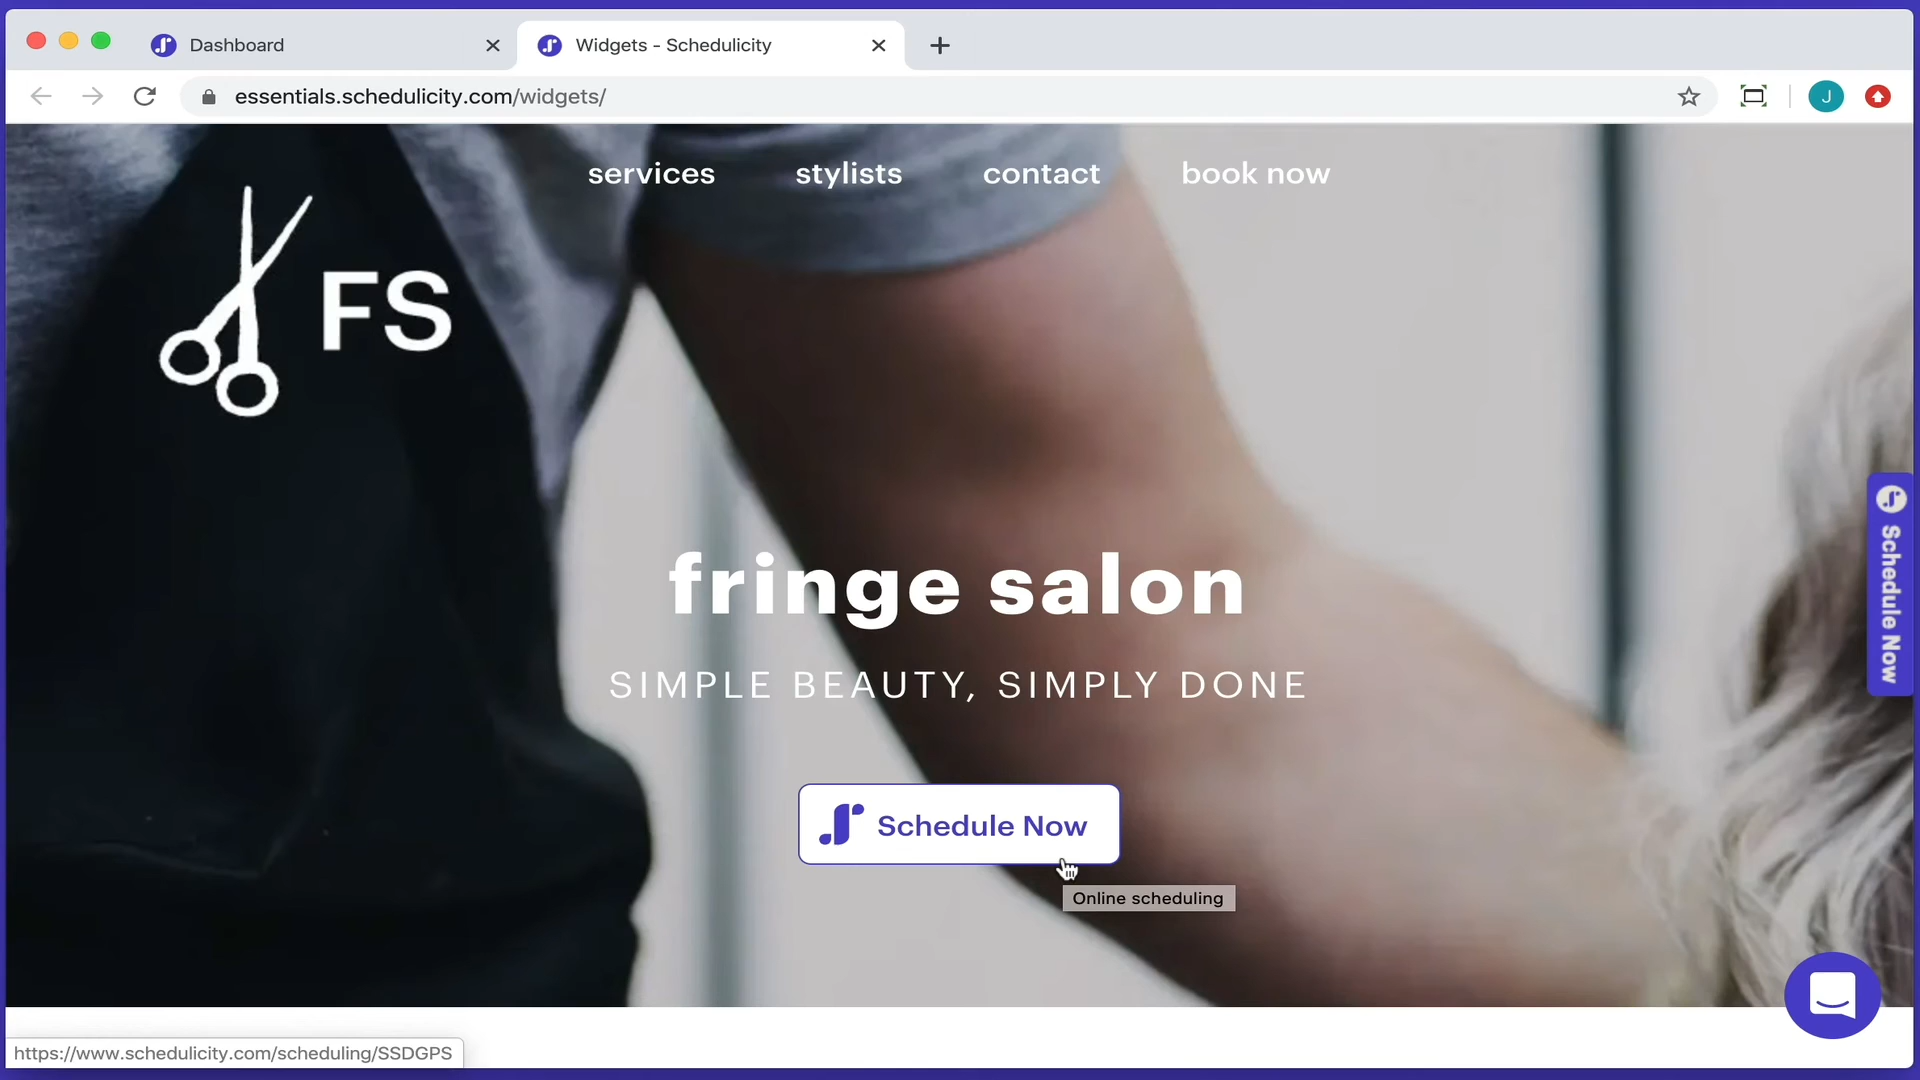 Dashboard
Widgets - Schedulicity
essentials.schedulicity.com/widgets/
J
services stylists contact book now
FS
fringe salon
SIMPLE BEAUTY, SIMPLY DONE
Schedule Now
Online scheduling
Schedule Now
https://www.schedulicity.com/scheduling/SSDGPS